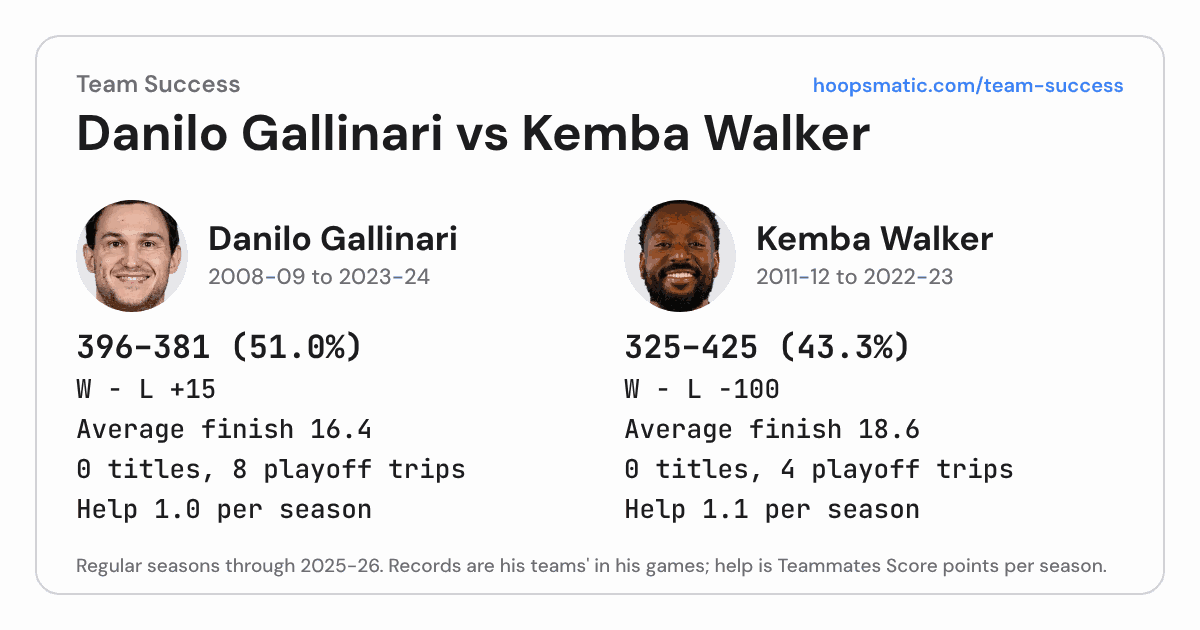 Team Success
hoopsmatic.com/team-success
Danilo Gallinari vs Kemba Walker
Danilo Gallinari
2008-09 to 2023-24
396-381 (51.0%)
W - L +15
Average finish 16.4
0 titles, 8 playoff trips
Help 1.0 per season
Kemba Walker
2011-12 to 2022-23
325-425 (43.3%)
W - L -100
Average finish 18.6
0 titles, 4 playoff trips
Help 1.1 per season
Regular seasons through 2025-26. Records are his teams' in his games; help is Teammates Score points per season.